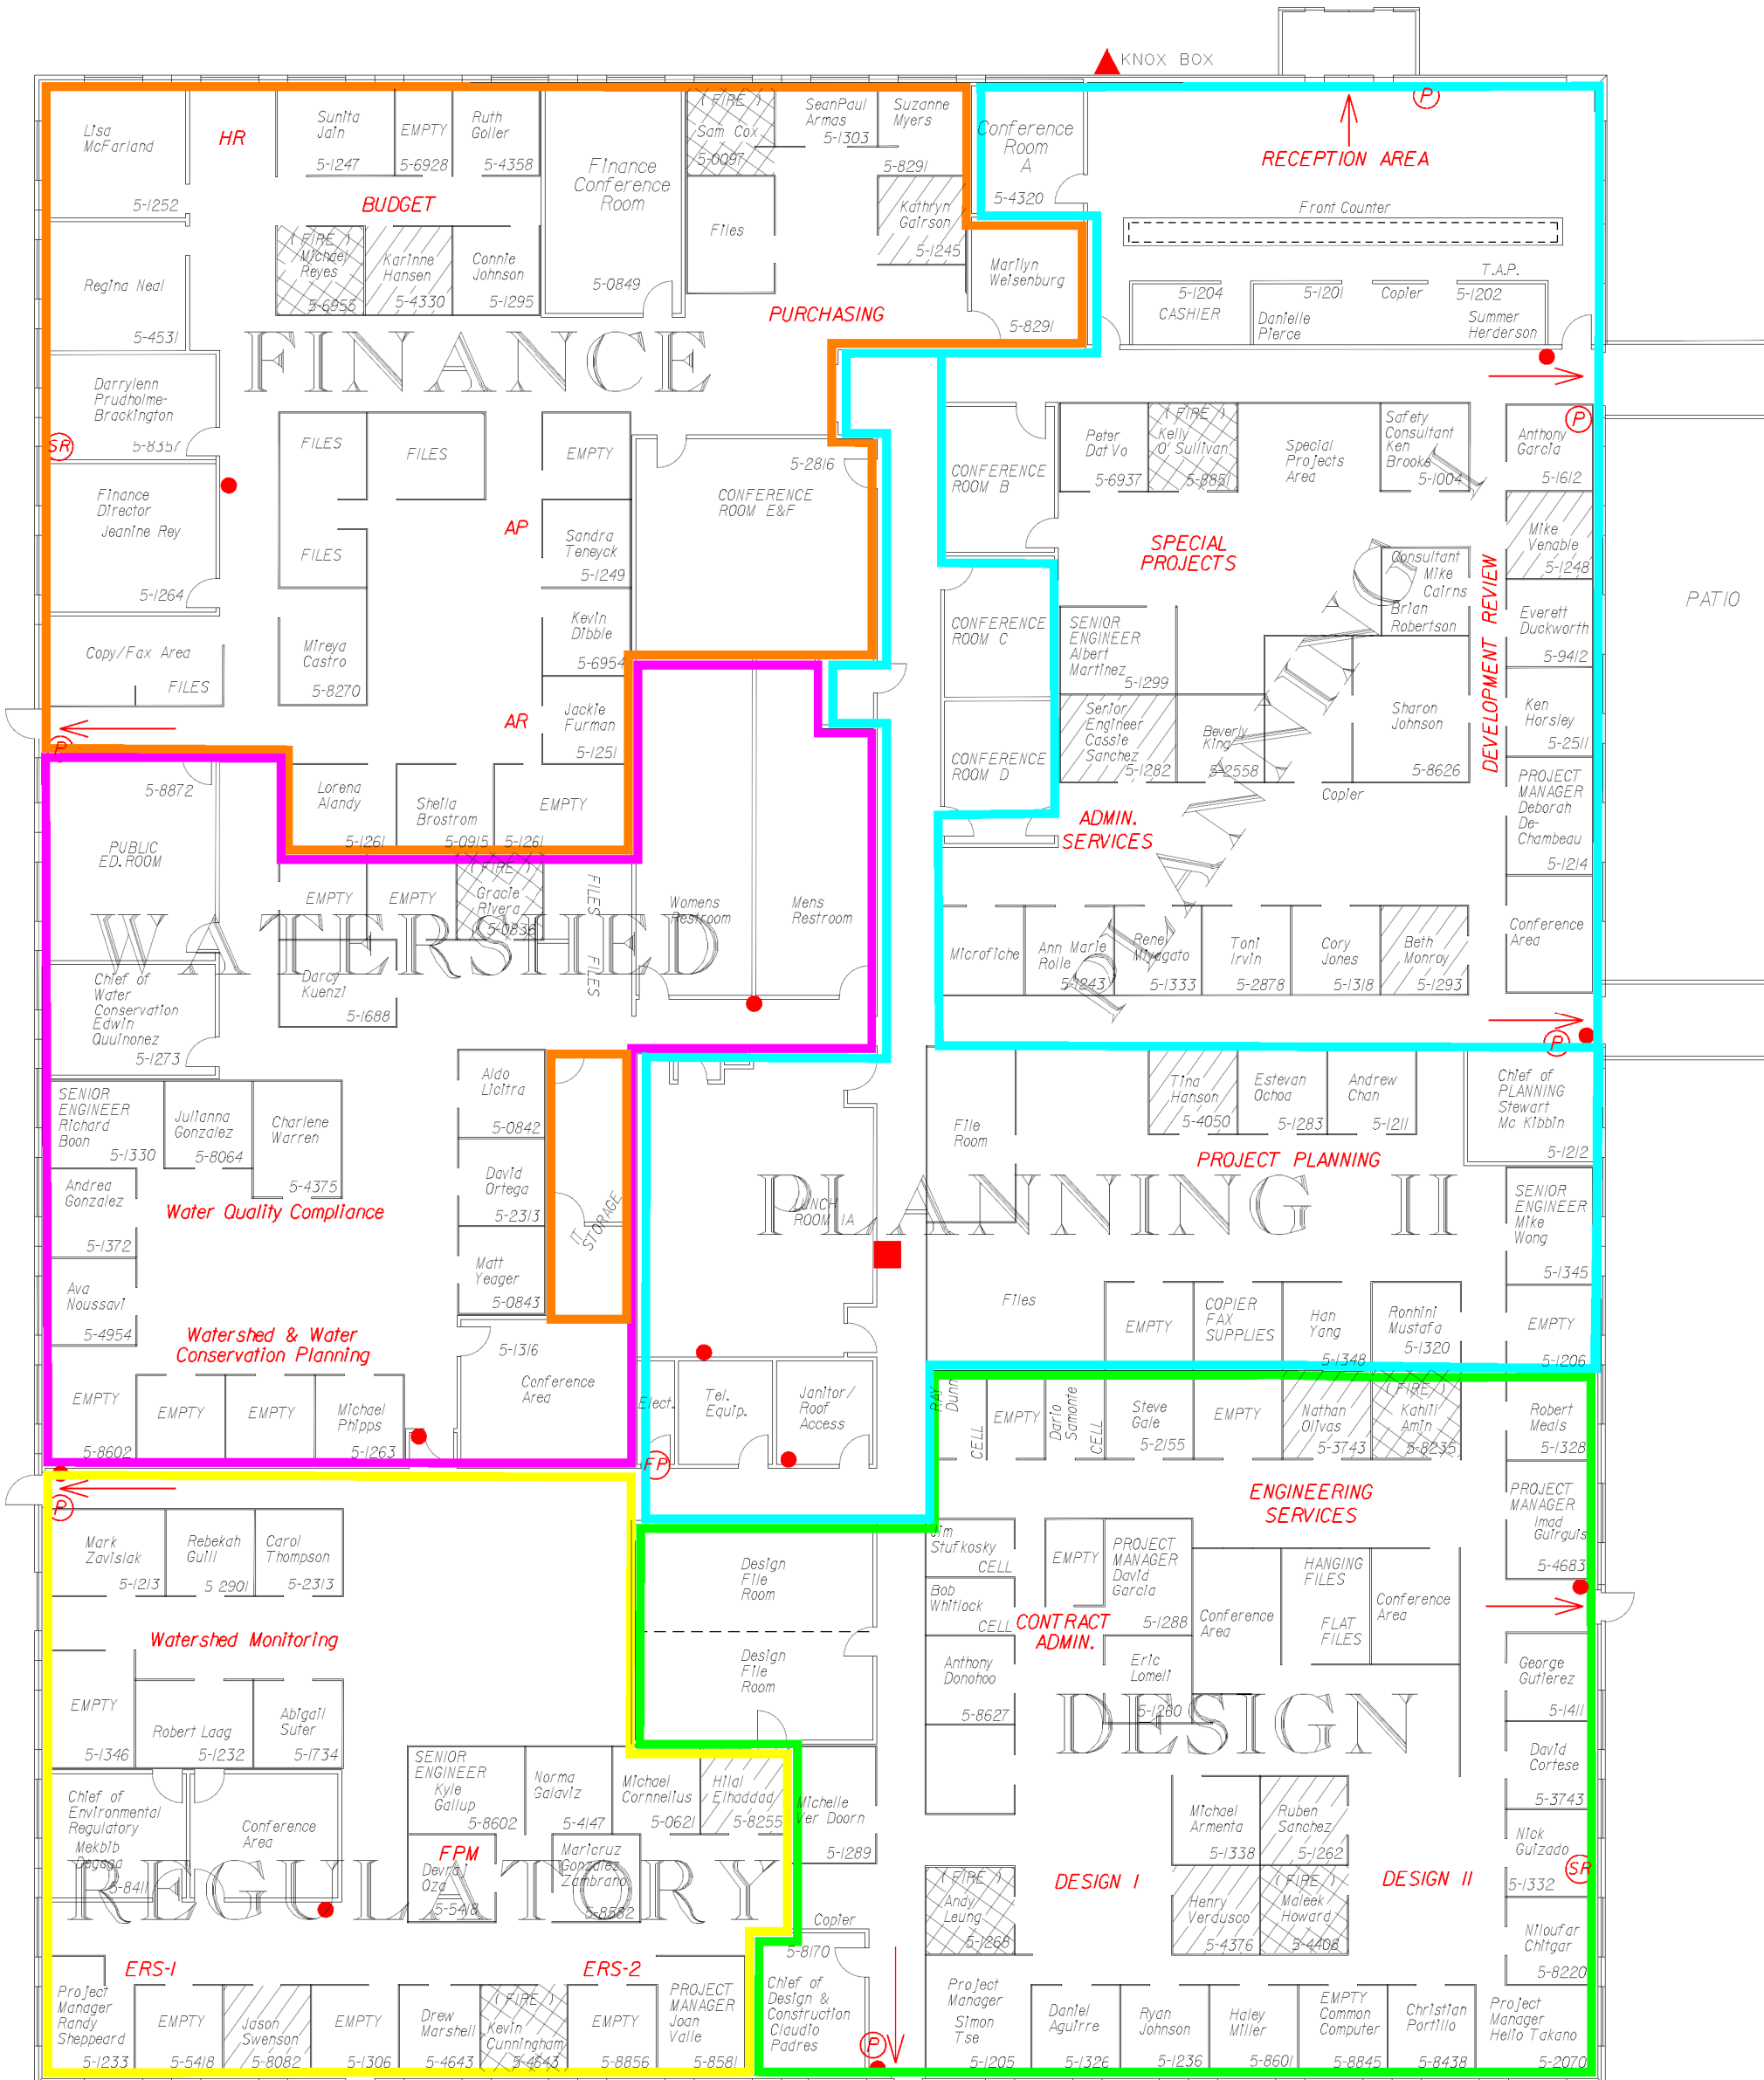 KNOX BOX
Lisa
McFarland
5-1252
HR
Sunita
Jain
5-1247
EMPTY
5-6928
Ruth
Goller
5-4358
BUDGET
Finance
Conference
Room
5-0849
( FIRE )
Sam Cox
5-0097
SeanPaul
Armas
5-1303
Suzanne
Myers
5-8291
Files
Kathryn
Gairson
5-1245
Conference
Room
A
5-4320
RECEPTION AREA
P
Front Counter
Regina Neal
5-4531
( FIRE )
Michael
Reyes
5-6955
Karinne
Hansen
5-4330
Connie
Johnson
5-1295
PURCHASING
Marilyn
Weisenburg
5-8291
5-1204
CASHIER
5-1201
Danielle
Pierce
Copier
T.A.P.
5-1202
Summer
Herderson
FINANCE
Darrylenn
Prudholme-
Brackington
5-8357
SR
Finance
Director
Jeanine Rey
5-1264
FILES
FILES
FILES
EMPTY
AP
Sandra
Teneyck
5-1249
Kevin
Dibble
5-6954
5-2816
CONFERENCE
ROOM E&F
Copy/Fax Area
FILES
Mireya
Castro
5-8270
AR
Jackie
Furman
5-1251
P
Lorena
Alandy
5-1261
Sheila
Brostrom
5-0915
EMPTY
5-1261
CONFERENCE
ROOM B
CONFERENCE
ROOM C
CONFERENCE
ROOM D
Peter
Dat Vo
5-6937
( FIRE )
Kelly
O' Sullivan
5-8851
Special
Projects
Area
Safety
Consultant
Ken
Brooks
5-1004
P
Anthony
Garcia
5-1612
Mike
Venable
5-1248
SPECIAL
PROJECTS
Consultant
Mike
Cairns
Brian
Robertson
DEVELOPMENT REVIEW
Everett
Duckworth
5-9412
PATIO
SENIOR
ENGINEER
Albert
Martinez
5-1299
Senior
Engineer
Cassie
Sanchez
5-1282
Beverly
King
5-2558
Sharon
Johnson
5-8626
Ken
Horsley
5-2511
Copier
PROJECT
MANAGER
Deborah
De-
Chambeau
5-1214
ADMIN.
SERVICES
PLANNING I
Conference
Area
Microfiche
Ann Marie
Rolle
5-1243
Rene
Miyagato
5-1333
Toni
Irvin
5-2878
Cory
Jones
5-1318
Beth
Monroy
5-1293
P
5-8872
PUBLIC
ED.ROOM
EMPTY
EMPTY
( FIRE )
Gracie
Rivera
5-0836
FILES
FILES
Womens
Restroom
Mens
Restroom
WATERSHED
Chief of
Water
Conservation
Edwin
Quuinonez
5-1273
Darcy
Kuenzi
5-1688
SENIOR
ENGINEER
Richard
Boon
5-1330
Julianna
Gonzalez
5-8064
Charlene
Warren
5-4375
Aldo
Licitra
5-0842
David
Ortega
5-2313
Matt
Yeager
5-0843
IT
STORAGE
Andrea
Gonzalez
5-1372
Water Quality Compliance
Ava
Noussavi
5-4954
Watershed & Water
Conservation Planning
5-1316
Conference
Area
EMPTY
5-8602
EMPTY
EMPTY
Michael
Phipps
5-1263
LUNCH
ROOM 1A
Elect.
Tel.
Equip.
Janitor/
Roof
Access
FP
File
Room
Tina
Hanson
5-4050
Estevan
Ochoa
5-1283
Andrew
Chan
5-1211
Chief of
PLANNING
Stewart
Mc Kibbin
5-1212
PROJECT PLANNING
PLANNING II
SENIOR
ENGINEER
Mike
Wong
5-1345
Files
EMPTY
COPIER
FAX
SUPPLIES
Han
Yang
5-1348
Ronhini
Mustafa
5-1320
EMPTY
5-1206
RAY
Dunn
CELL
EMPTY
Dario
Samonte
CELL
Steve
Gale
5-2155
EMPTY
Nathan
Olivas
5-3743
( FIRE )
Kahlil
Amin
5-8235
Robert
Meals
5-1328
ENGINEERING
SERVICES
PROJECT
MANAGER
Imad
Guirguis
5-4683
P
Mark
Zavislak
5-1213
Rebekah
Guill
5 2901
Carol
Thompson
5-2313
Watershed Monitoring
EMPTY
5-1346
Robert Laag
5-1232
Abigail
Suter
5-1734
Design
File
Room
Design
File
Room
Jim
Stufkosky
CELL
Bob
Whitlock
CELL
EMPTY
PROJECT
MANAGER
David
Garcia
5-1288
CONTRACT
ADMIN.
Conference
Area
HANGING
FILES
FLAT
FILES
Conference
Area
Anthony
Donohoo
5-8627
Eric
Lomeli
5-1260
George
Gutierez
5-1411
DESIGN
David
Cortese
5-3743
Chief of
Environmental
Regulatory
Mekbib
Degaga
5-8411
Conference
Area
SENIOR
ENGINEER
Kyle
Gallup
5-8602
Norma
Galaviz
5-4147
Michael
Cornnelius
5-0621
Hilal
Elhaddad
5-8255
Michelle
Ver Doorn
5-1289
FPM
Devraj
Oza
5-5418
Maricruz
Gonzalez
Zambrano
5-8582
REGULATORY
Michael
Armenta
5-1338
Ruben
Sanchez
5-1262
Nick
Guizado
5-1332
SR
DESIGN I
DESIGN II
( FIRE )
Andy
Leung
5-1268
Henry
Verdusco
5-4376
( FIRE )
Maleek
Howard
5-4408
Niloufar
Chitgar
5-8220
Copier
5-8170
Chief of
Design &
Construction
Claudio
Padres
P
ERS-1
ERS-2
Project
Manager
Randy
Sheppeard
5-1233
EMPTY
5-5418
Jason
Swenson
5-8082
EMPTY
5-1306
Drew
Marshell
5-4643
( FIRE )
Kevin
Cunningham
5-4643
EMPTY
5-8856
PROJECT
MANAGER
Joan
Valle
5-8581
Project
Manager
Simon
Tse
5-1205
Daniel
Aguirre
5-1326
Ryan
Johnson
5-1236
Haley
Miller
5-8601
EMPTY
Common
Computer
5-8845
Christian
Portillo
5-8438
Project
Manager
Helio Takano
5-2070